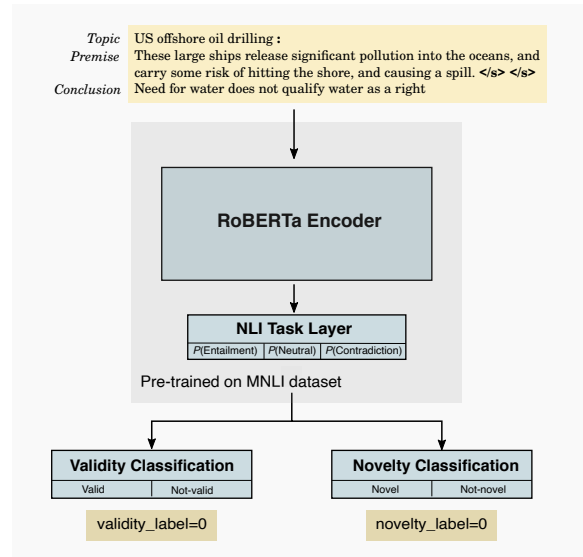 Topic US offshore oil drilling :
Premise These large ships release significant pollution into the oceans, and
carry some risk of hitting the shore, and causing a spill. </s> </s>
Conclusion Need for water does not qualify water as a right
RoBERTa Encoder
NLI Task Layer
P(Entailment) P(Neutral) P(Contradiction)
Pre-trained on MNLI dataset
Validity Classification
Valid Not-valid
validity_label=0
Novelty Classification
Novel Not-novel
novelty_label=0